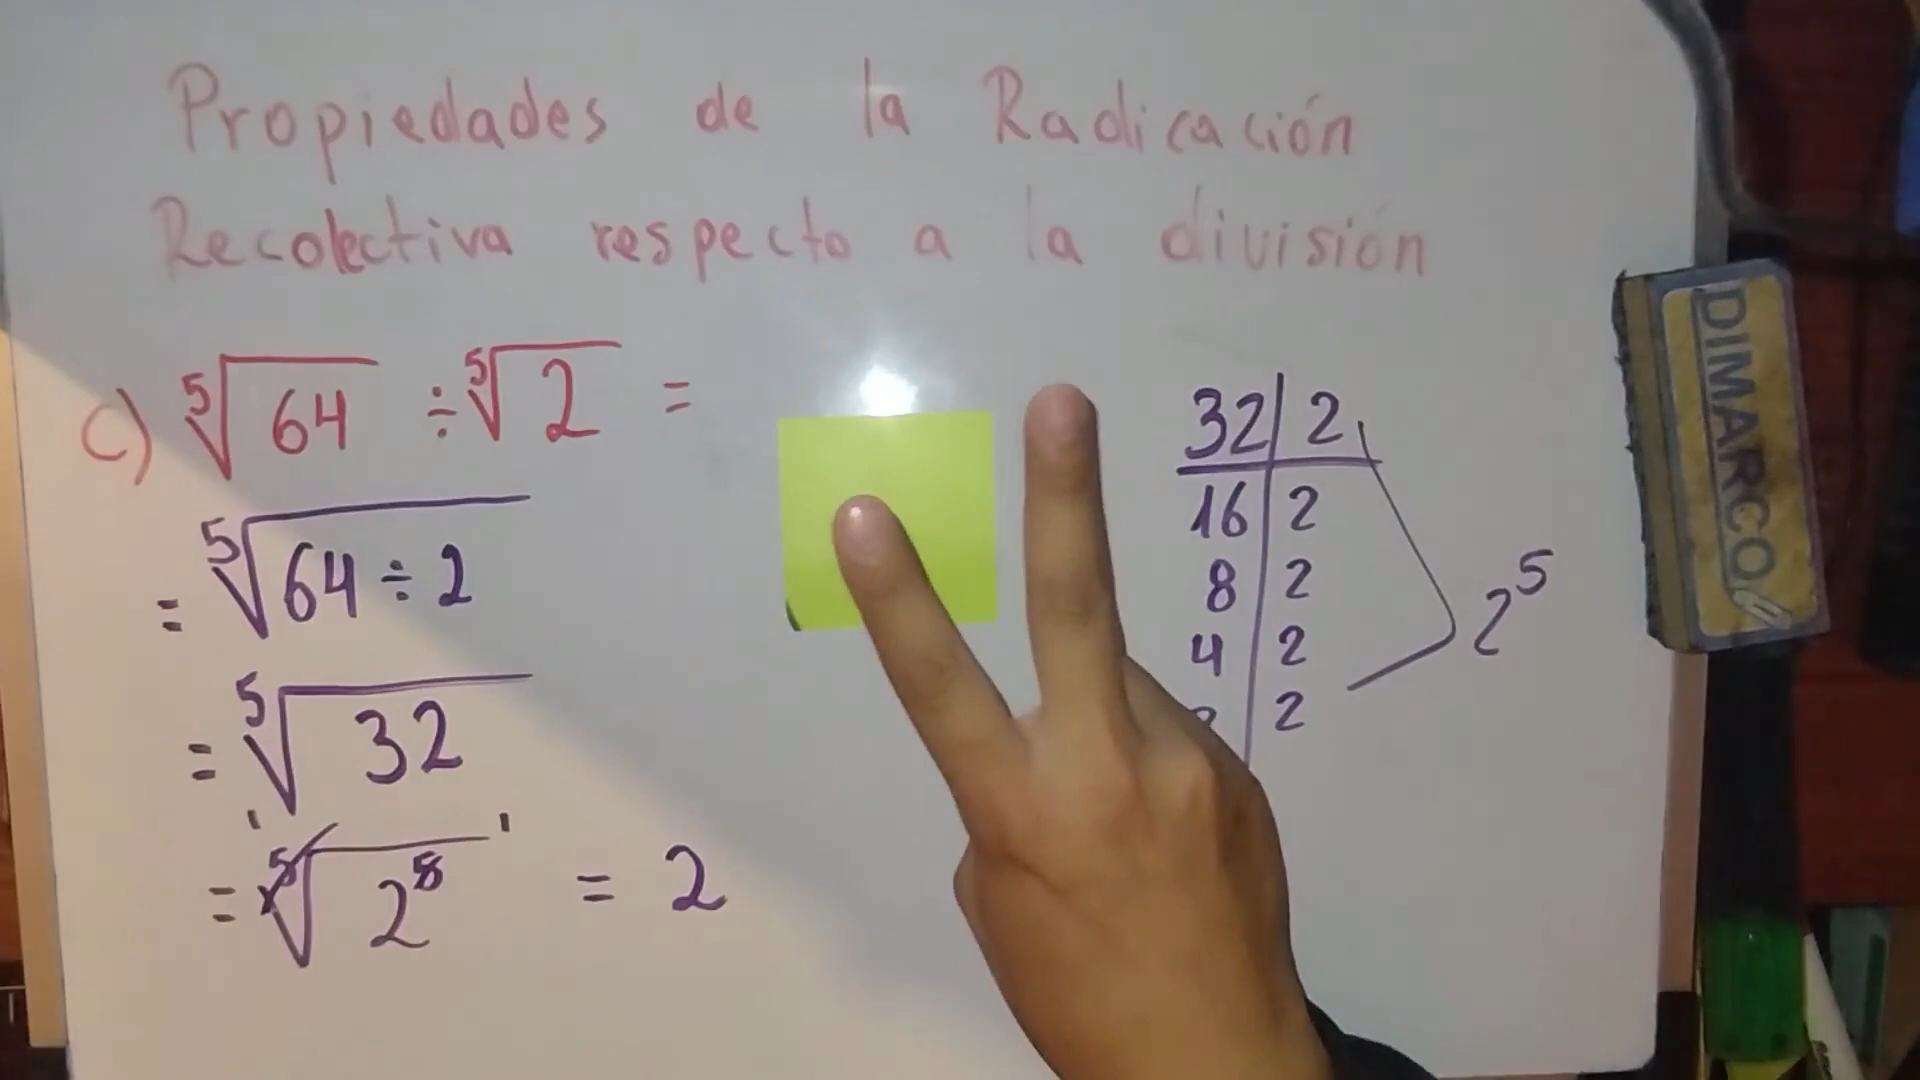 Propiedades de la Radicación
Recolectiva respecto a la división
c) ⁵√64 ÷ ⁵√2 =
= ⁵√64 ÷ 2
= ⁵√32
= ⁵√2⁵ = 2
32 2
16 2
8 2
4 2
2
2⁵
DIMARCO